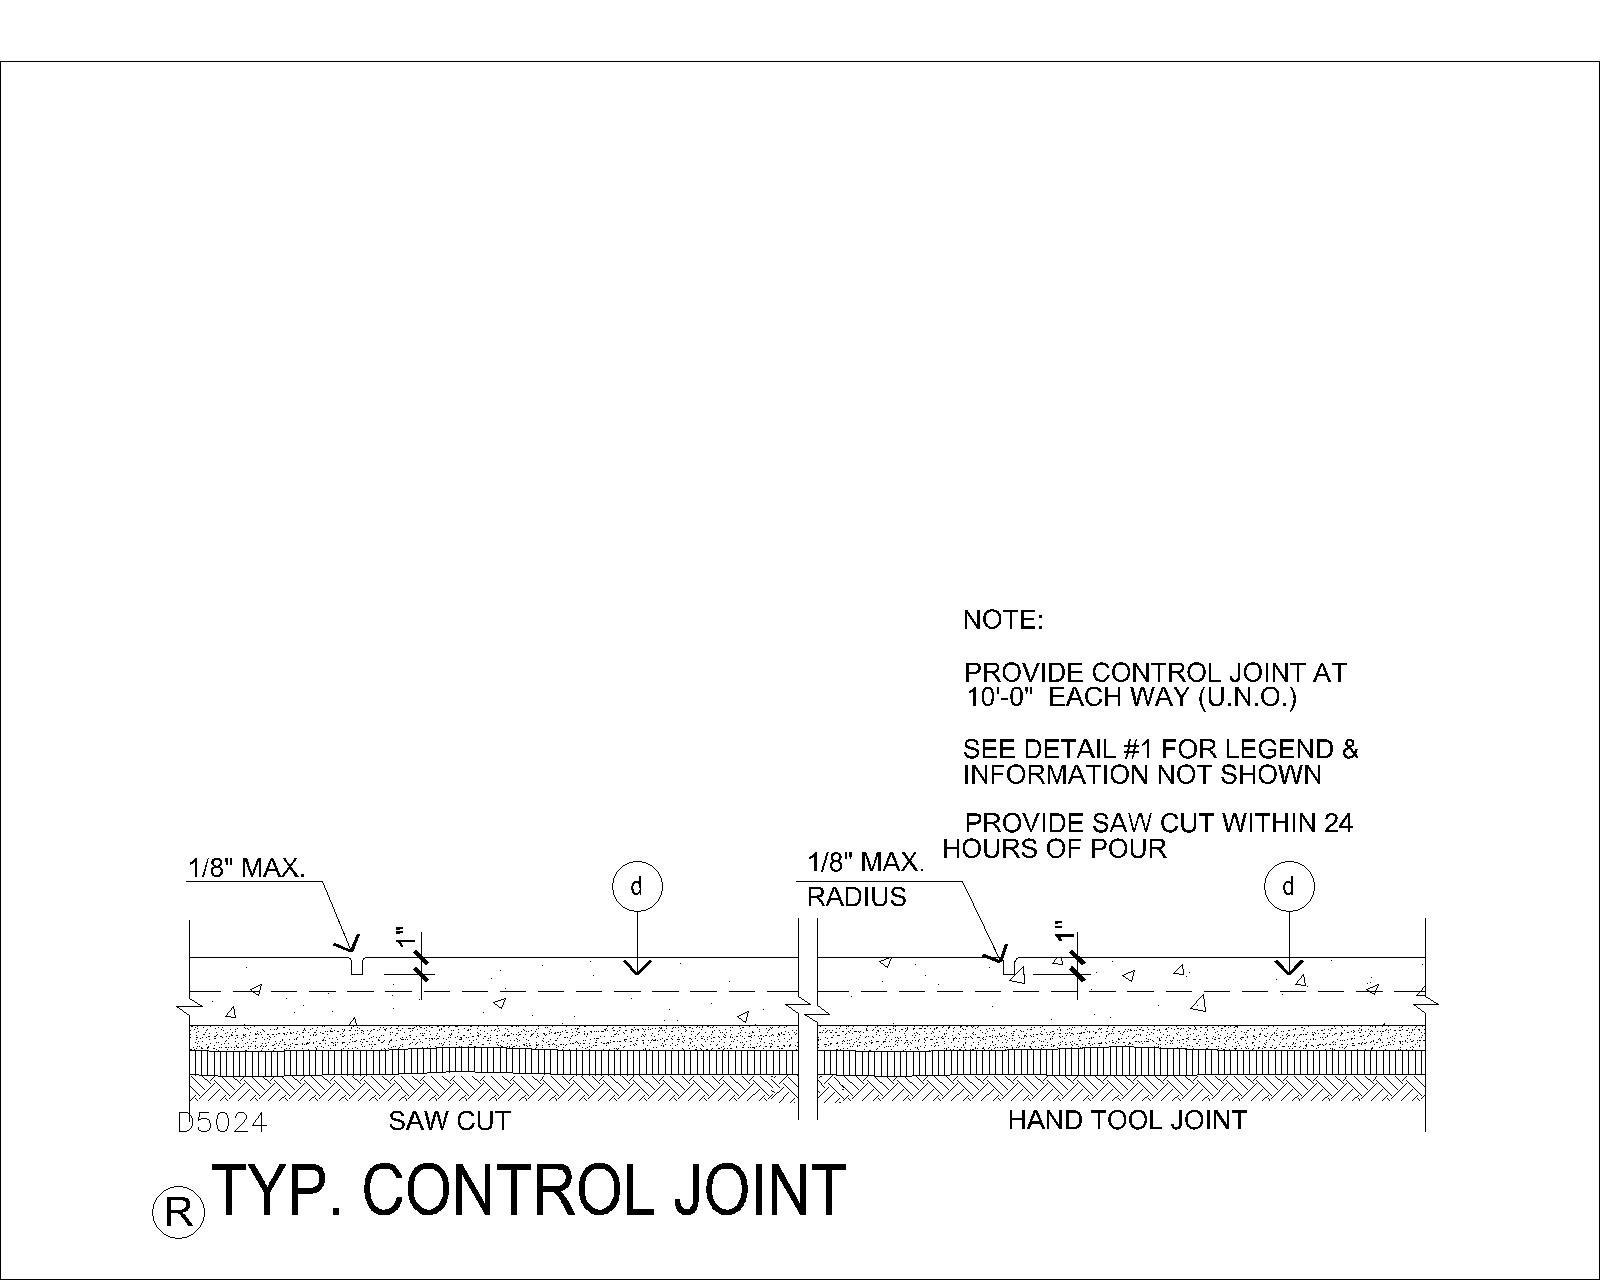 NOTE:
PROVIDE CONTROL JOINT AT
10'-0" EACH WAY (U.N.O.)
SEE DETAIL #1 FOR LEGEND &
INFORMATION NOT SHOWN
PROVIDE SAW CUT WITHIN 24
HOURS OF POUR
1/8" MAX.
d
1"
1/8" MAX.
RADIUS
d
1"
D5024
SAW CUT
HAND TOOL JOINT
R
TYP. CONTROL JOINT